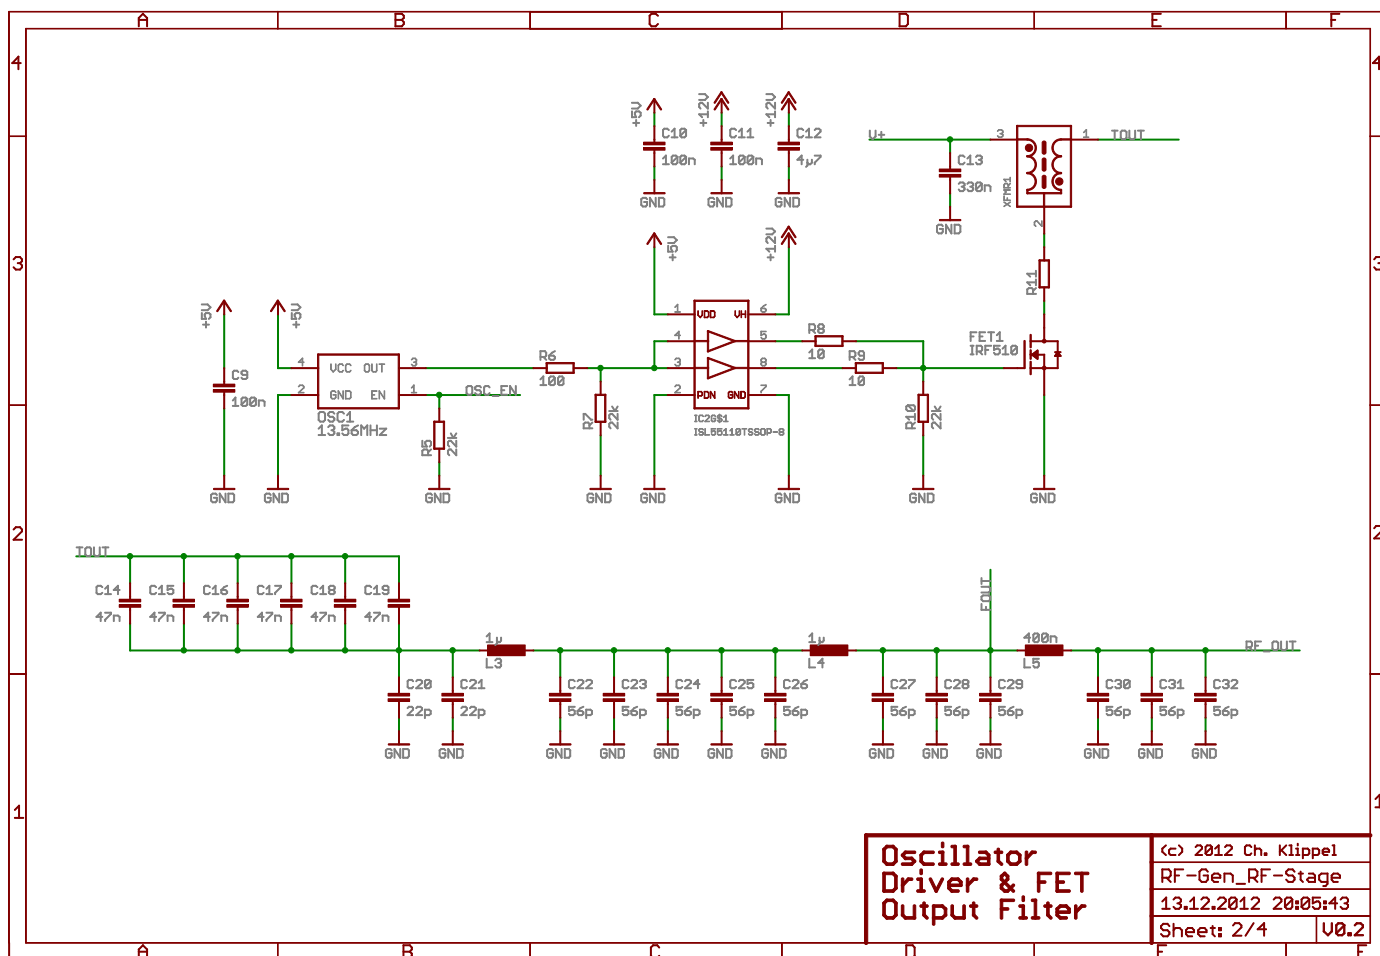 A B C D E F
4 4
+5V +12V +12V
C10 C11 C12
100n 100n 4µ7
GND GND GND
V+ 3 1 TOUT
C13
330n
XFMR1
GND
2
3 3
+5V +12V
R11
+5V +5V
1 VDD VH 6
4 5
3 8
2 PDN GND 7
IC2G$1
ISL55110TSSOP-8
R8
10
R9
10
FET1
IRF510
R6
100
4 VCC OUT 3
2 GND EN 1
OSC_EN
OSC1
13.56MHz
C9
100n
R5
22k
R7
22k
R10
22k
GND GND GND GND GND GND GND GND
2 2
TOUT
C14 C15 C16 C17 C18 C19
47n 47n 47n 47n 47n 47n
FOUT
1µ 1µ 400n RF_OUT
L3 L4 L5
C20 C21 C22 C23 C24 C25 C26 C27 C28 C29 C30 C31 C32
22p 22p 56p 56p 56p 56p 56p 56p 56p 56p 56p 56p 56p
GND GND GND GND GND GND GND GND GND GND GND GND GND
1 1
Oscillator
Driver & FET
Output Filter
(c) 2012 Ch. Klippel
RF-Gen_RF-Stage
13.12.2012 20:05:43
Sheet: 2/4 V0.2
A B C D E F